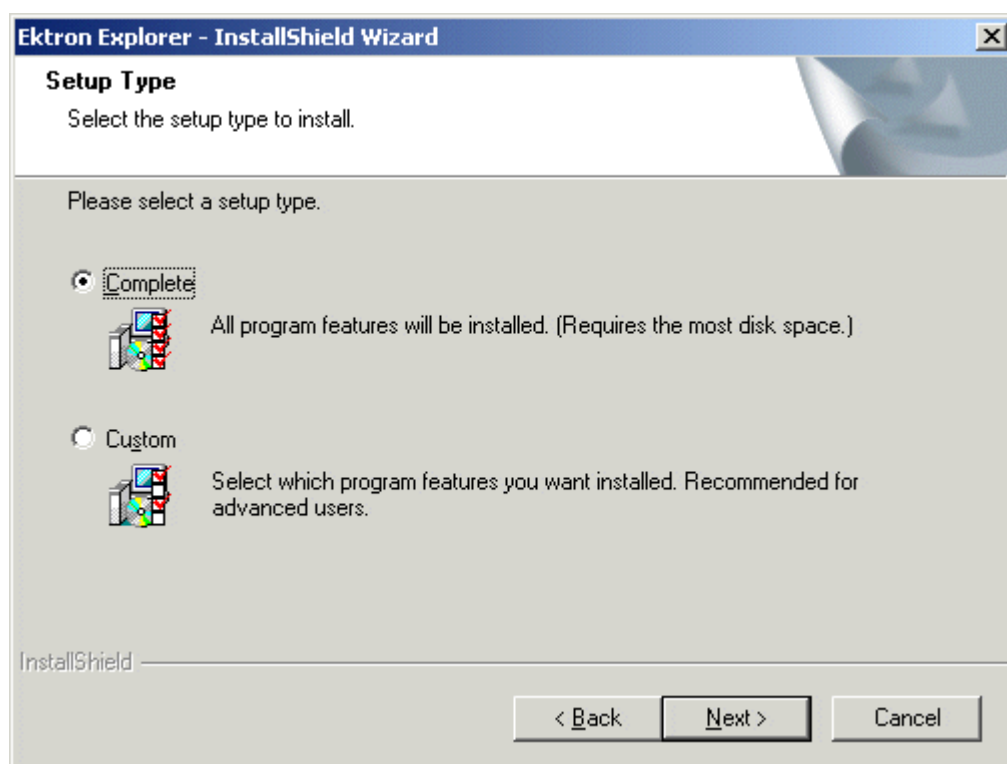 Ektron Explorer - InstallShield Wizard
Setup Type
Select the setup type to install.
Please select a setup type.
Complete
All program features will be installed. (Requires the most disk space.)
Custom
Select which program features you want installed. Recommended for
advanced users.
InstallShield
< Back Next > Cancel